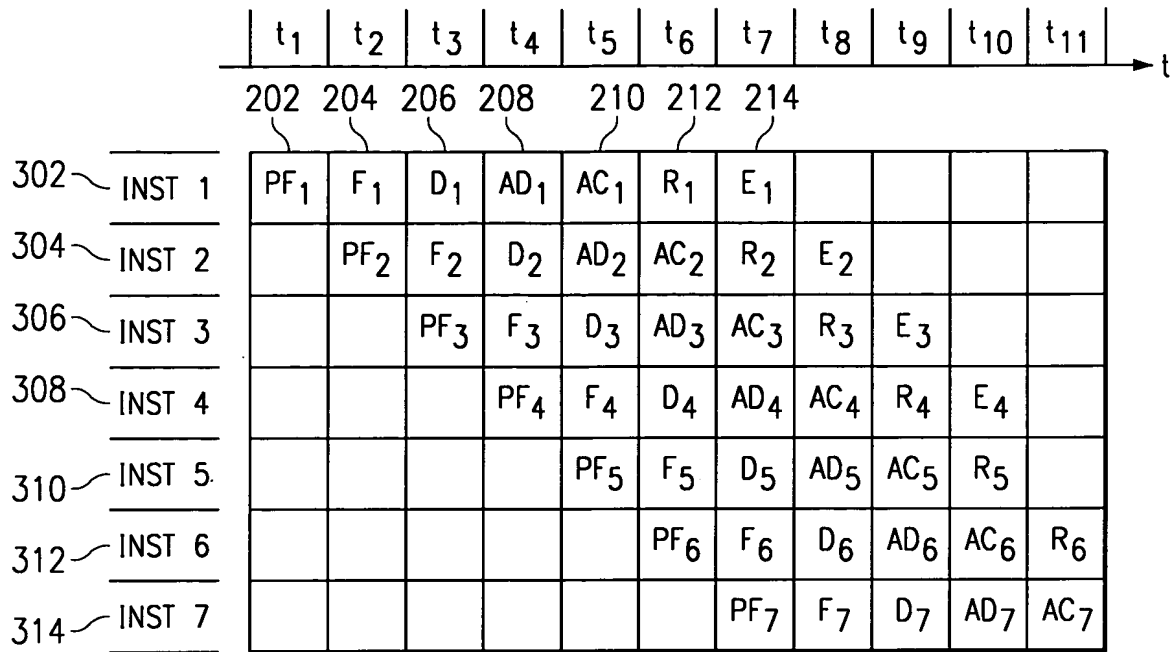 t1 t2 t3 t4 t5 t6 t7 t8 t9 t10 t11
t
202 204 206 208 210 212 214
302 INST 1 PF1 F1 D1 AD1 AC1 R1 E1
304 INST 2 PF2 F2 D2 AD2 AC2 R2 E2
306 INST 3 PF3 F3 D3 AD3 AC3 R3 E3
308 INST 4 PF4 F4 D4 AD4 AC4 R4 E4
310 INST 5 PF5 F5 D5 AD5 AC5 R5
312 INST 6 PF6 F6 D6 AD6 AC6 R6
314 INST 7 PF7 F7 D7 AD7 AC7